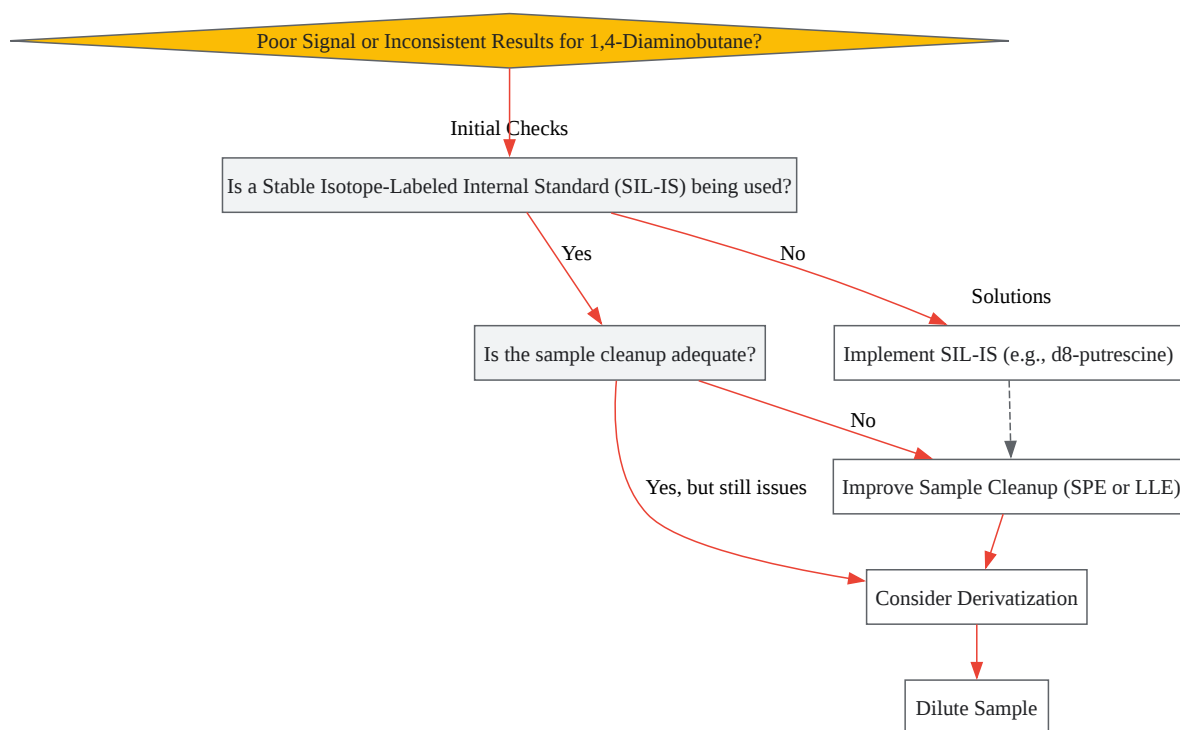 Poor Signal or Inconsistent Results for 1,4-Diaminobutane?
Initial Checks
Is a Stable Isotope-Labeled Internal Standard (SIL-IS) being used?
Yes
No
Solutions
Is the sample cleanup adequate?
Implement SIL-IS (e.g., d8-putrescine)
No
Yes, but still issues
Improve Sample Cleanup (SPE or LLE)
Consider Derivatization
Dilute Sample